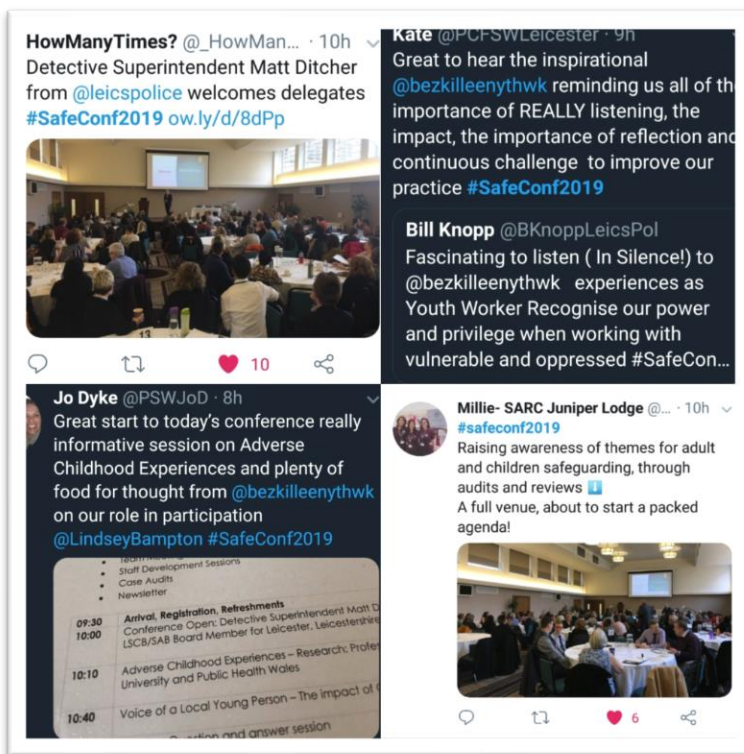 HowManyTimes? @_HowMan... · 10h
Detective Superintendent Matt Ditcher
from @leicspolice welcomes delegates
#SafeConf2019 ow.ly/d/8dPp
13
10
Kate @PCFSWLeicester · 9h
Great to hear the inspirational
@bezkilleenythwk reminding us all of th
importance of REALLY listening, the
impact, the importance of reflection and
continuous challenge to improve our
practice #SafeConf2019
Bill Knopp @BKnoppLeicsPol
Fascinating to listen ( In Silence!) to
@bezkilleenythwk experiences as
Youth Worker Recognise our power
and privilege when working with
vulnerable and oppressed #SafeCon...
Jo Dyke @PSWJoD · 8h
Great start to today's conference really
informative session on Adverse
Childhood Experiences and plenty of
food for thought from @bezkilleenythwk
on our role in participation
@LindseyBampton #SafeConf2019
• Staff Development Sessions
• Case Audits
• Newsletter
09:30 Arrival, Registration, Refreshments
10:00 Conference Open: Detective Superintendent Matt D
LSCB/SAB Board Member for Leicester, Leicestershire
10:10 Adverse Childhood Experiences – Research: Profes
University and Public Health Wales
10:40 Voice of a Local Young Person – The impact of
and answer session
Millie- SARC Juniper Lodge @... · 10h
#safeconf2019
Raising awareness of themes for adult
and children safeguarding, through
audits and reviews ⬇️
A full venue, about to start a packed
agenda!
6